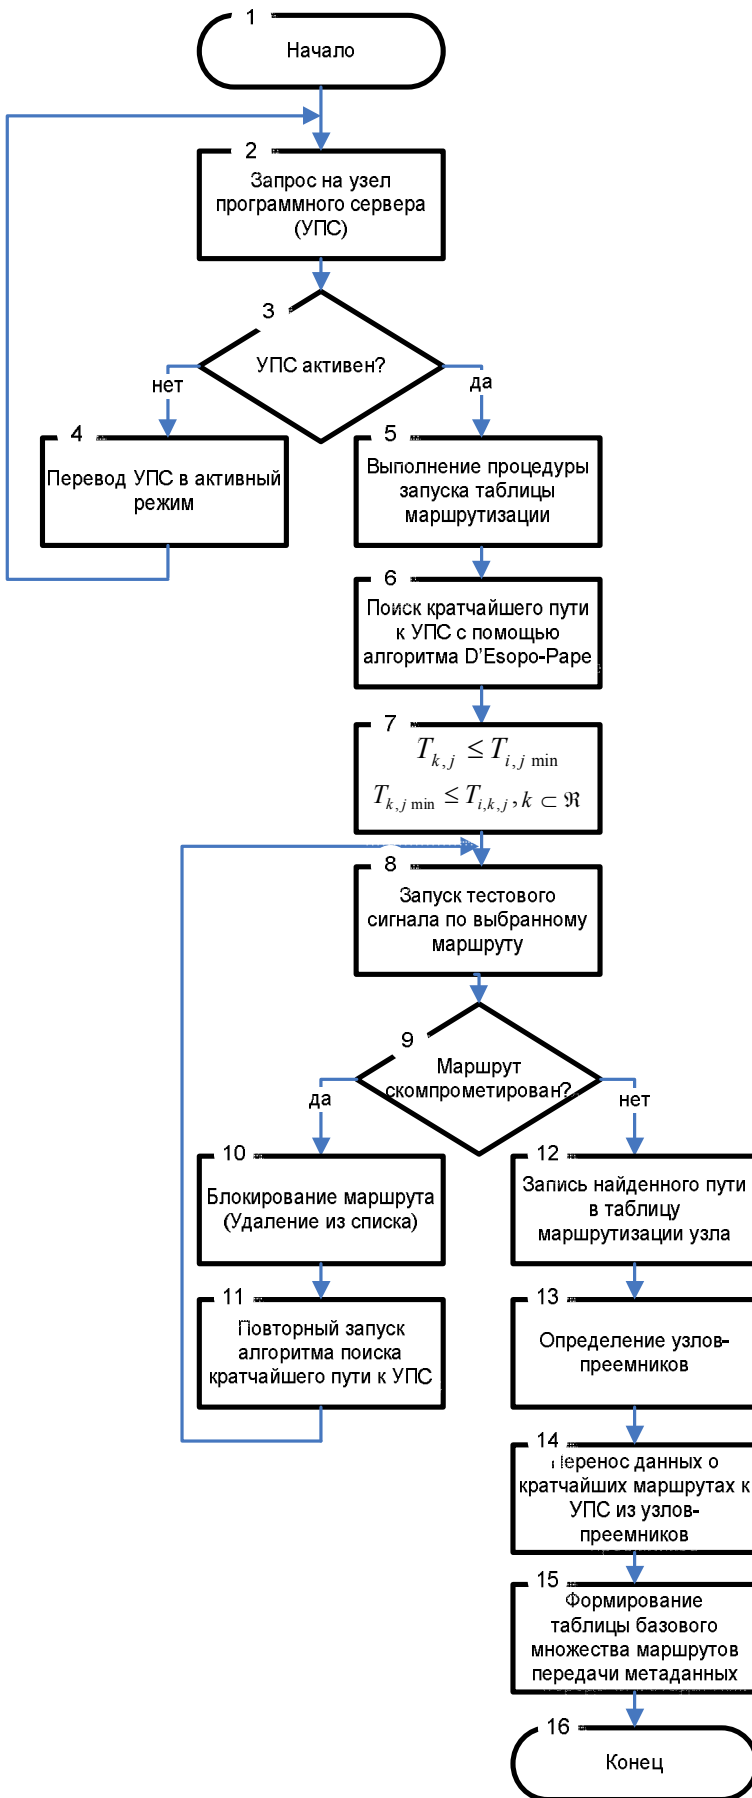 1
Начало
2
Запрос на узел
программного сервера
(УПС)
3
УПС активен?
нет
да
4
Перевод УПС в активный
режим
5
Выполнение процедуры
запуска таблицы
маршрутизации
6
Поиск кратчайшего пути
к УПС с помощью
алгоритма D'Esopo-Pape
7
T k,j ≤ T i,j min
T k,j min ≤ T i,k,j , k ⊂ ℜ
8
Запуск тестового
сигнала по выбранному
маршруту
9
Маршрут
скомпрометирован?
да
нет
10
Блокирование маршрута
(Удаление из списка)
11
Повторный запуск
алгоритма поиска
кратчайшего пути к УПС
12
Запись найденного пути
в таблицу
маршрутизации узла
13
Определение узлов-
преемников
14
Перенос данных о
кратчайших маршрутах к
УПС из узлов-
преемников
15
Формирование
таблицы базового
множества маршрутов
передачи метаданных
16
Конец